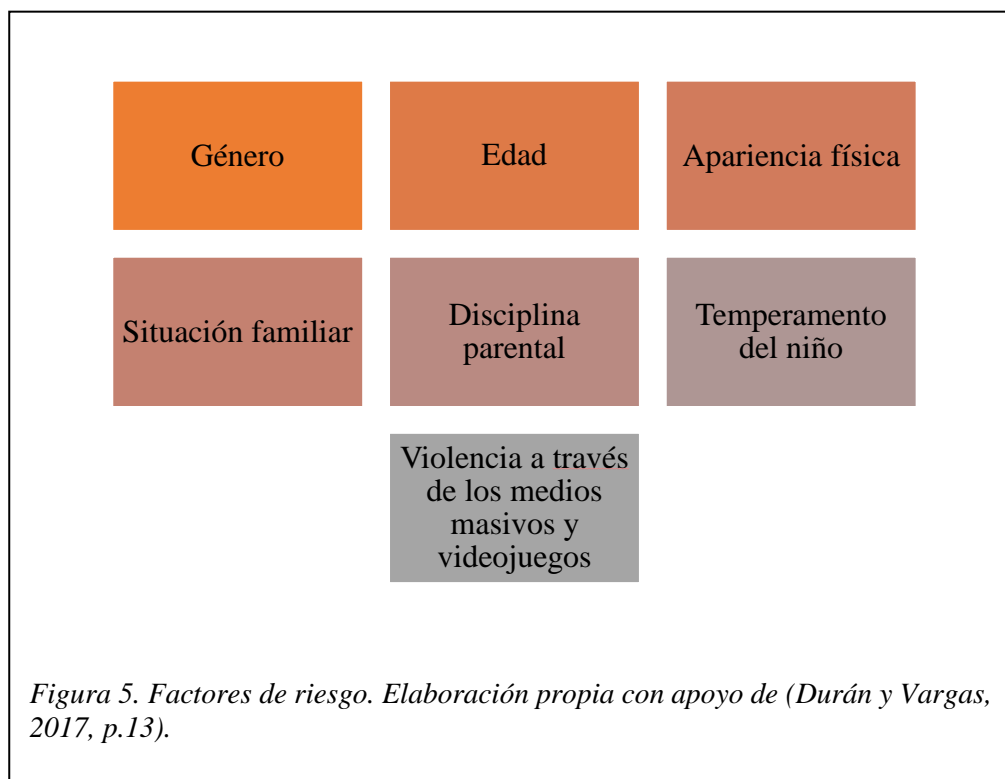 Género
Edad
Apariencia física
Situación familiar
Disciplina
parental
Temperamento
del niño
Violencia a través
de los medios
masivos y
videojuegos
Figura 5. Factores de riesgo. Elaboración propia con apoyo de (Durán y Vargas,
2017, p.13).